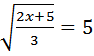 √((2x+5)/3) = 5